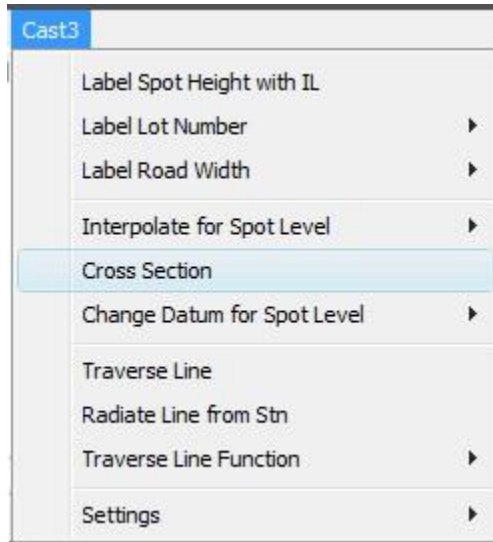 Cast3
Label Spot Height with IL
Label Lot Number
Label Road Width
Interpolate for Spot Level
Cross Section
Change Datum for Spot Level
Traverse Line
Radiate Line from Stn
Traverse Line Function
Settings